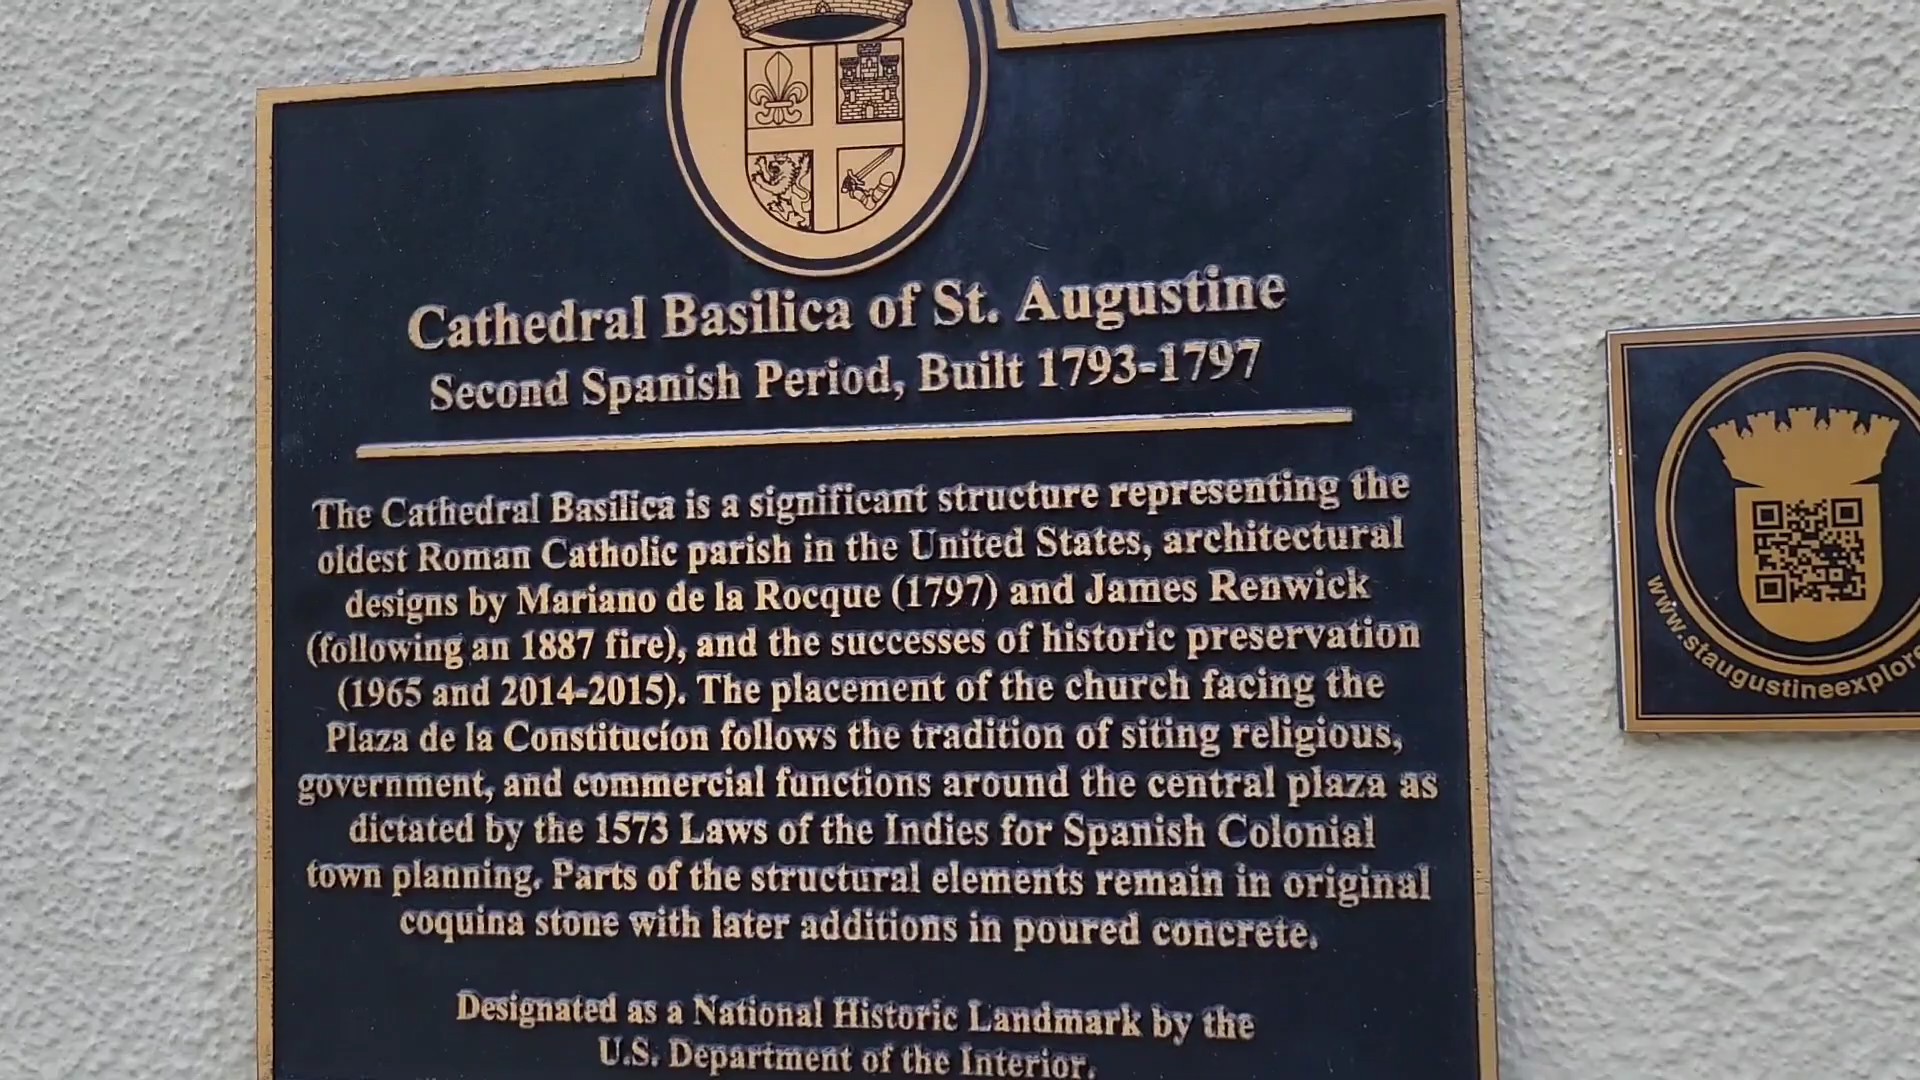 Cathedral Basilica of St. Augustine
Second Spanish Period, Built 1793-1797
The Cathedral Basilica is a significant structure representing the
oldest Roman Catholic parish in the United States, architectural
designs by Mariano de la Rocque (1797) and James Renwick
(following an 1887 fire), and the successes of historic preservation
(1965 and 2014-2015). The placement of the church facing the
Plaza de la Constitucíon follows the tradition of siting religious,
government, and commercial functions around the central plaza as
dictated by the 1573 Laws of the Indies for Spanish Colonial
town planning. Parts of the structural elements remain in original
coquina stone with later additions in poured concrete.
Designated as a National Historic Landmark by the
U.S. Department of the Interior.
www.staugustineexplore